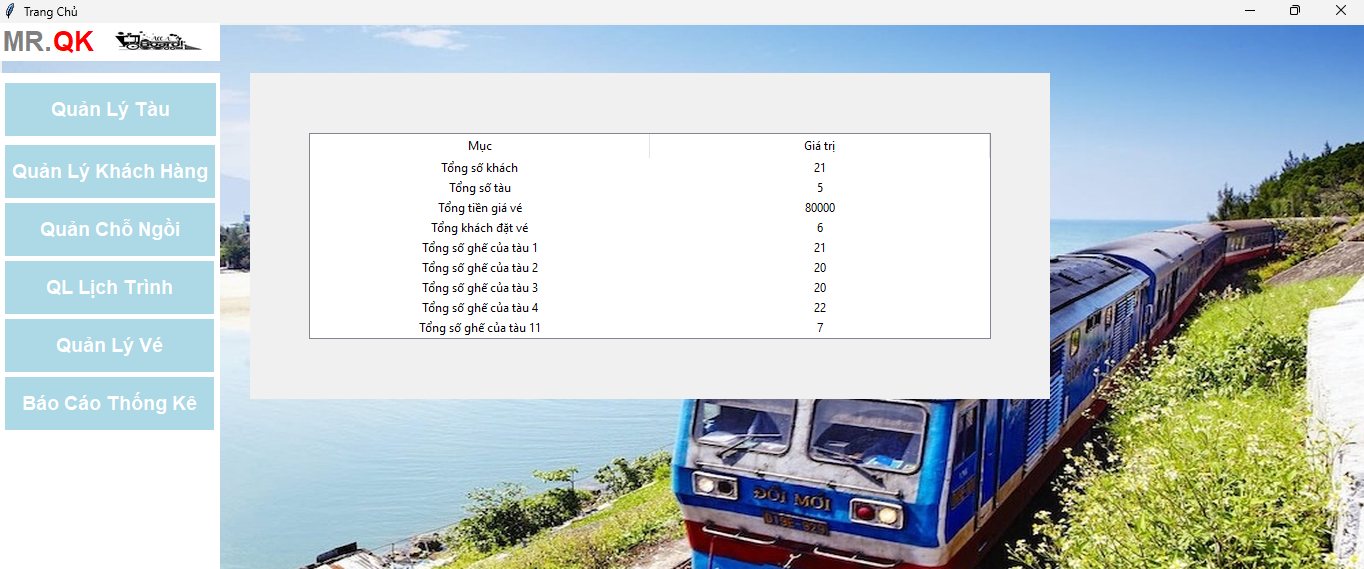 Trang Chủ
MR.QK
Quản Lý Tàu
Quản Lý Khách Hàng
Quản Chỗ Ngồi
QL Lịch Trình
Quản Lý Vé
Báo Cáo Thống Kê
Mục Giá trị
Tổng số khách 21
Tổng số tàu 5
Tổng tiền giá vé 80000
Tổng khách đặt vé 6
Tổng số ghế của tàu 1 21
Tổng số ghế của tàu 2 20
Tổng số ghế của tàu 3 20
Tổng số ghế của tàu 4 22
Tổng số ghế của tàu 11 7
ĐỔI MỚI